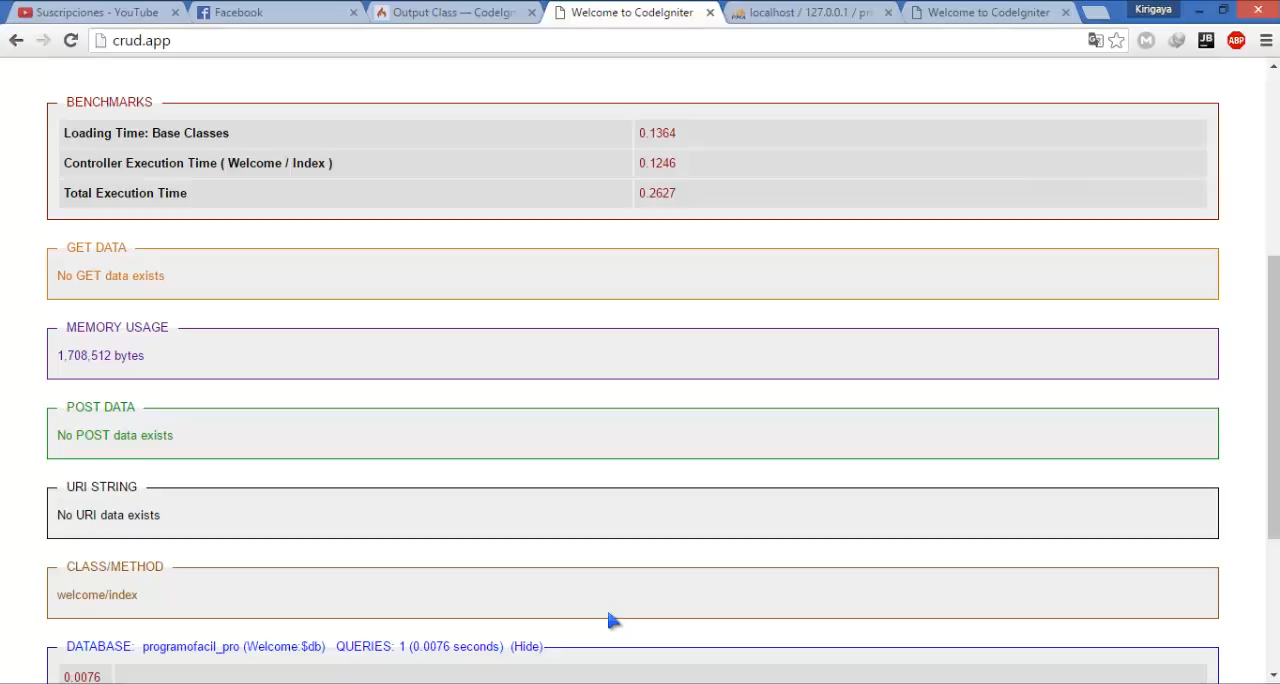 Suscripciones - YouTube
Facebook
Output Class — CodeIgn
Welcome to CodeIgniter
localhost / 127.0.0.1 / pr
Welcome to CodeIgniter
Kirigaya
crud.app
JB
ABP
BENCHMARKS
Loading Time: Base Classes 0.1364
Controller Execution Time ( Welcome / Index ) 0.1246
Total Execution Time 0.2627
GET DATA
No GET data exists
MEMORY USAGE
1,708,512 bytes
POST DATA
No POST data exists
URI STRING
No URI data exists
CLASS/METHOD
welcome/index
DATABASE: programofacil_pro (Welcome:$db) QUERIES: 1 (0.0076 seconds) (Hide)
0.0076